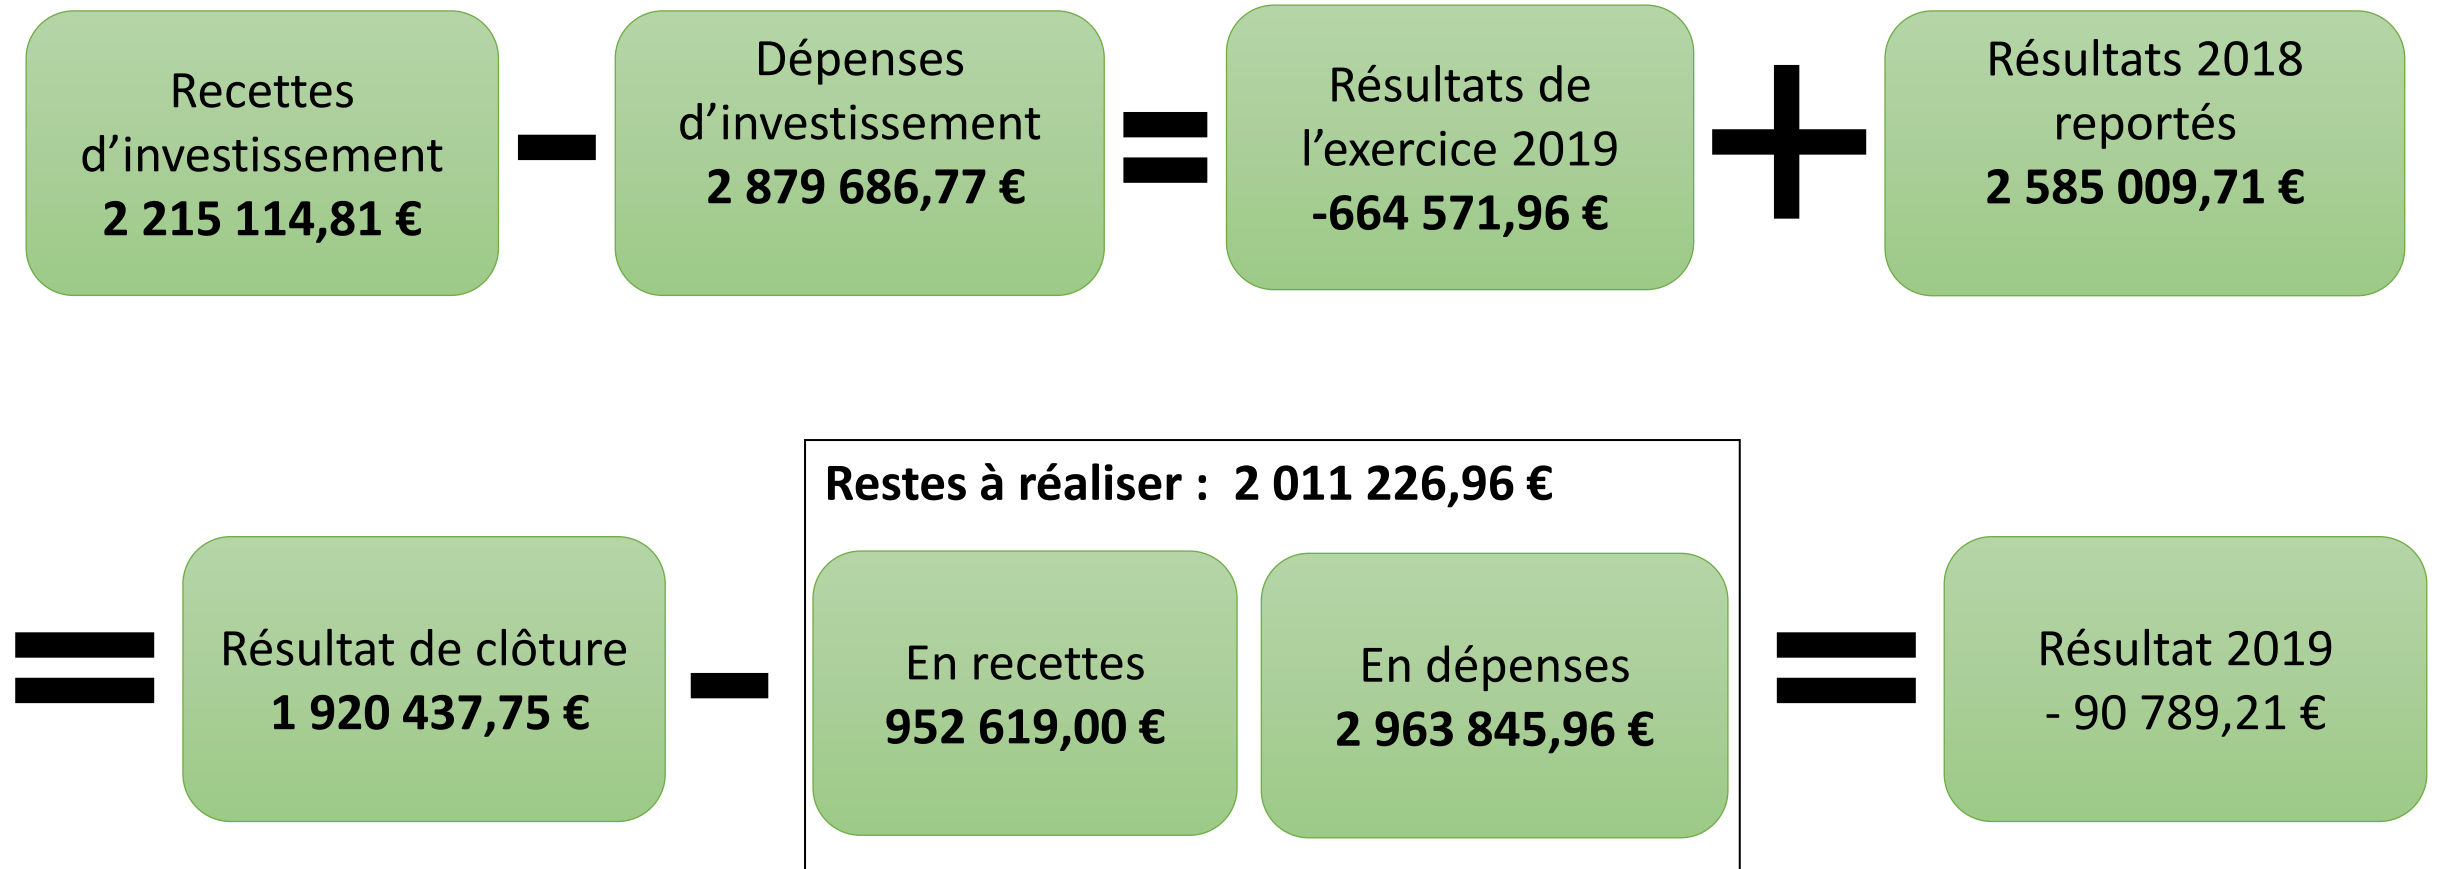 Recettes
d’investissement
2 215 114,81 €
Dépenses
d’investissement
2 879 686,77 €
Résultats de
l’exercice 2019
-664 571,96 €
Résultats 2018
reportés
2 585 009,71 €
Résultat de clôture
1 920 437,75 €
Restes à réaliser : 2 011 226,96 €
En recettes
952 619,00 €
En dépenses
2 963 845,96 €
Résultat 2019
- 90 789,21 €